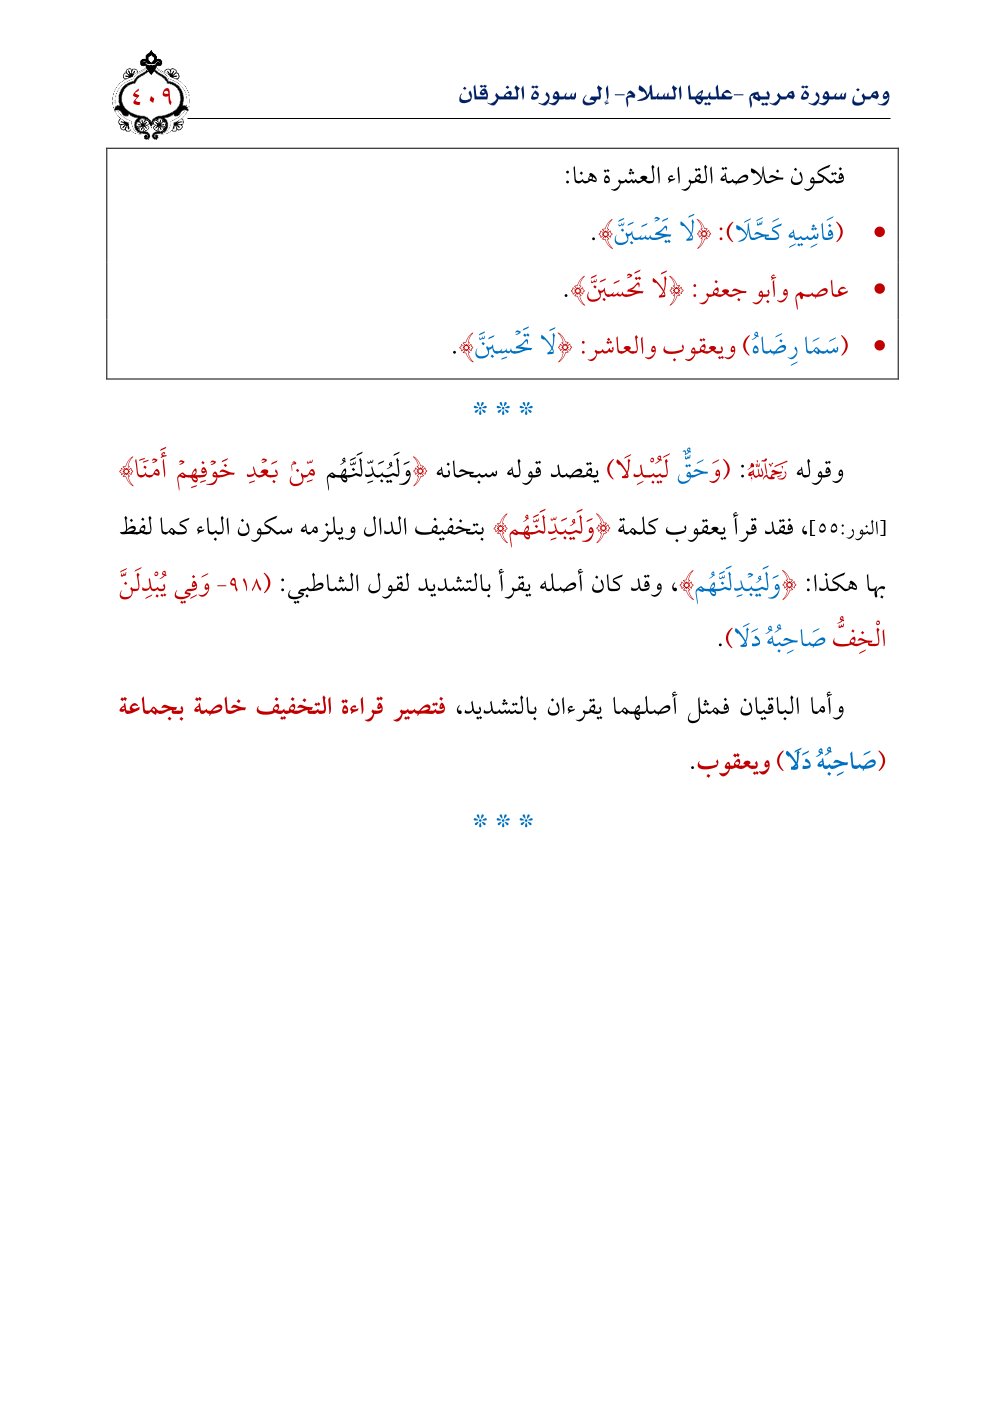 ومن سورة مريم -عليها السلام- إلى سورة الفرقان
٤٠٩
فتكون خلاصة القراء العشرة هنا:
• (فَاشِيهِ كَحَّلَا): ﴿لَا يَحۡسَبَنَّ﴾.
• عاصم وأبو جعفر: ﴿لَا تَحۡسَبَنَّ﴾.
• (سَمَا رِضَاهُ) ويعقوب والعاشر: ﴿لَا تَحۡسِبَنَّ﴾.
* * *
وقوله رَحِمَهُ ٱللَّهُ: (وَحَقٌّ لَيُبْدِلَا) يقصد قوله سبحانه ﴿وَلَيُبَدِّلَنَّهُم مِّنۢ بَعۡدِ خَوۡفِهِمۡ أَمۡنٗا﴾
[النور:٥٥]، فقد قرأ يعقوب كلمة ﴿وَلَيُبَدِّلَنَّهُم﴾ بتخفيف الدال ويلزمه سكون الباء كما لفظ
بها هكذا: ﴿وَلَيُبۡدِلَنَّهُم﴾، وقد كان أصله يقرأ بالتشديد لقول الشاطبي: (٩١٨- وَفِي يُبْدِلَنَّ
الْخِفُّ صَاحِبُهُ دَلَا).
وأما الباقيان فمثل أصلهما يقرءان بالتشديد، فتصير قراءة التخفيف خاصة بجماعة
(صَاحِبُهُ دَلَا) ويعقوب.
* * *